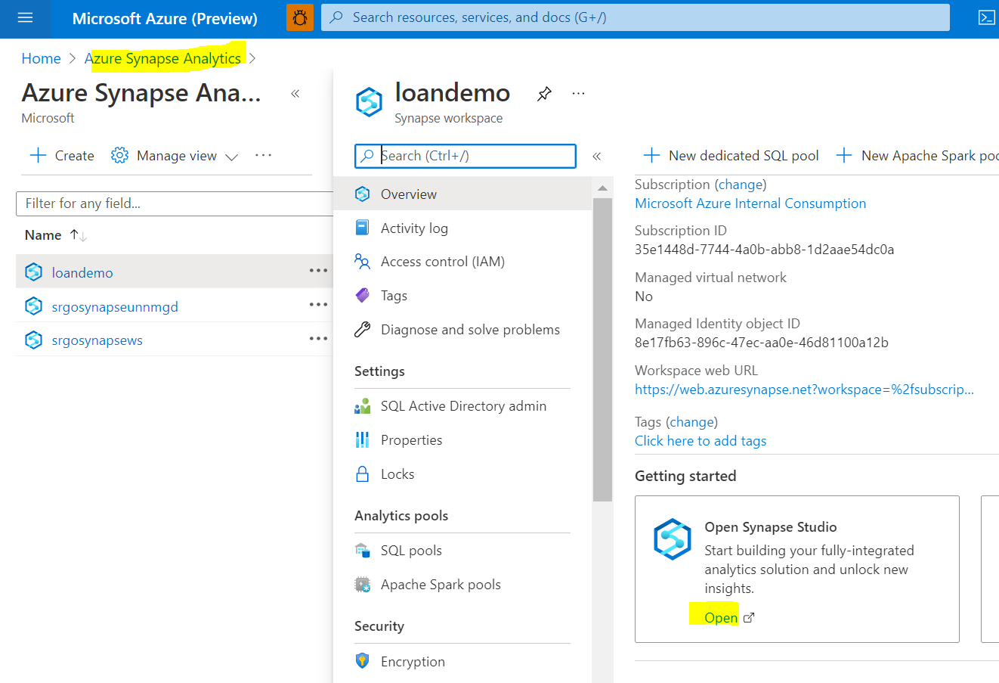 Microsoft Azure (Preview)
Search resources, services, and docs (G+/)
Home > Azure Synapse Analytics >
Azure Synapse Ana...
Microsoft
Create
Manage view
...
Filter for any field...
Name
loandemo
srgosynapseunnmgd
srgosynapsews
loandemo
Synapse workspace
Search (Ctrl+/)
Overview
Activity log
Access control (IAM)
Tags
Diagnose and solve problems
Settings
SQL Active Directory admin
Properties
Locks
Analytics pools
SQL pools
Apache Spark pools
Security
Encryption
New dedicated SQL pool
New Apache Spark poo
Subscription (change)
Microsoft Azure Internal Consumption
Subscription ID
35e1448d-7744-4a0b-abb8-1d2aae54dc0a
Managed virtual network
No
Managed Identity object ID
8e17fb63-896c-47ec-aa0e-46d81100a12b
Workspace web URL
https://web.azuresynapse.net?workspace=%2fsubscrip...
Tags (change)
Click here to add tags
Getting started
Open Synapse Studio
Start building your fully-integrated
analytics solution and unlock new
insights.
Open